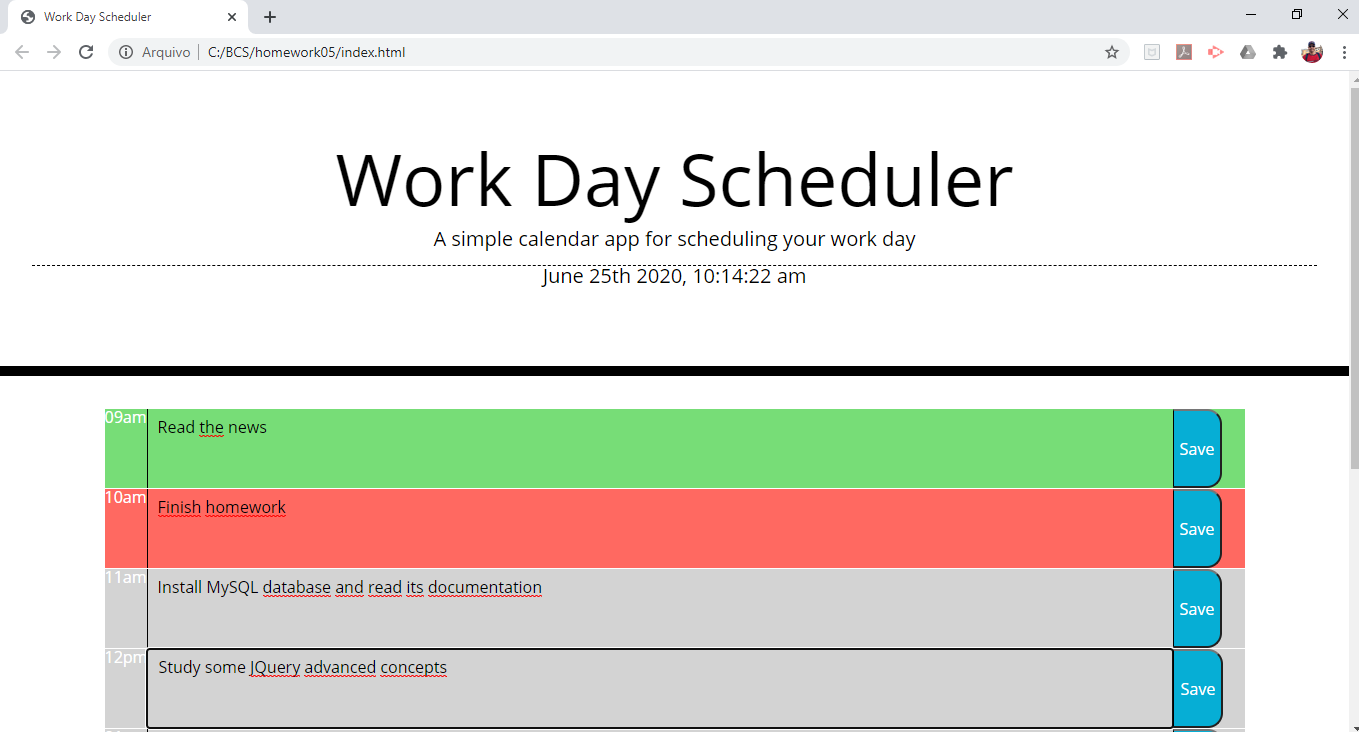 Work Day Scheduler
Arquivo C:/BCS/homework05/index.html
Work Day Scheduler
A simple calendar app for scheduling your work day
June 25th 2020, 10:14:22 am
09am Read the news Save
10am Finish homework Save
11am Install MySQL database and read its documentation Save
12pm Study some JQuery advanced concepts Save